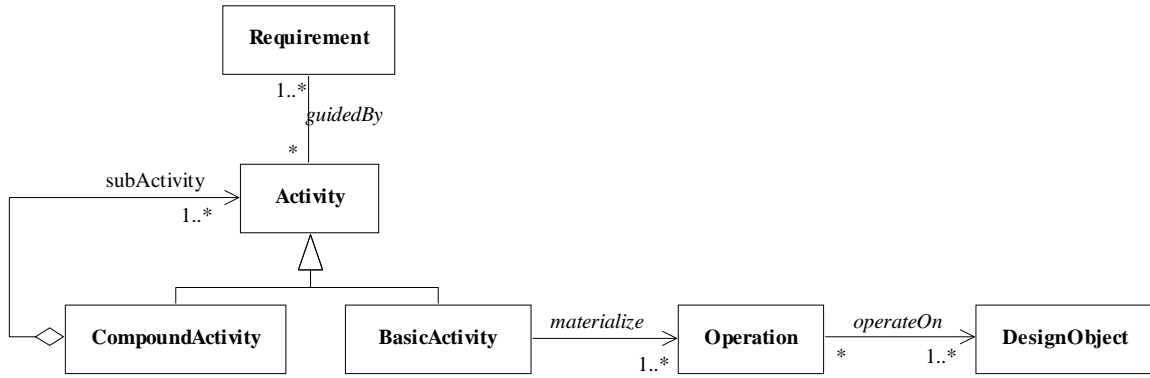 Requirement
1..*
guidedBy
*
subActivity
Activity
1..*
CompoundActivity
BasicActivity
materialize
1..*
Operation
operateOn
*
1..*
DesignObject